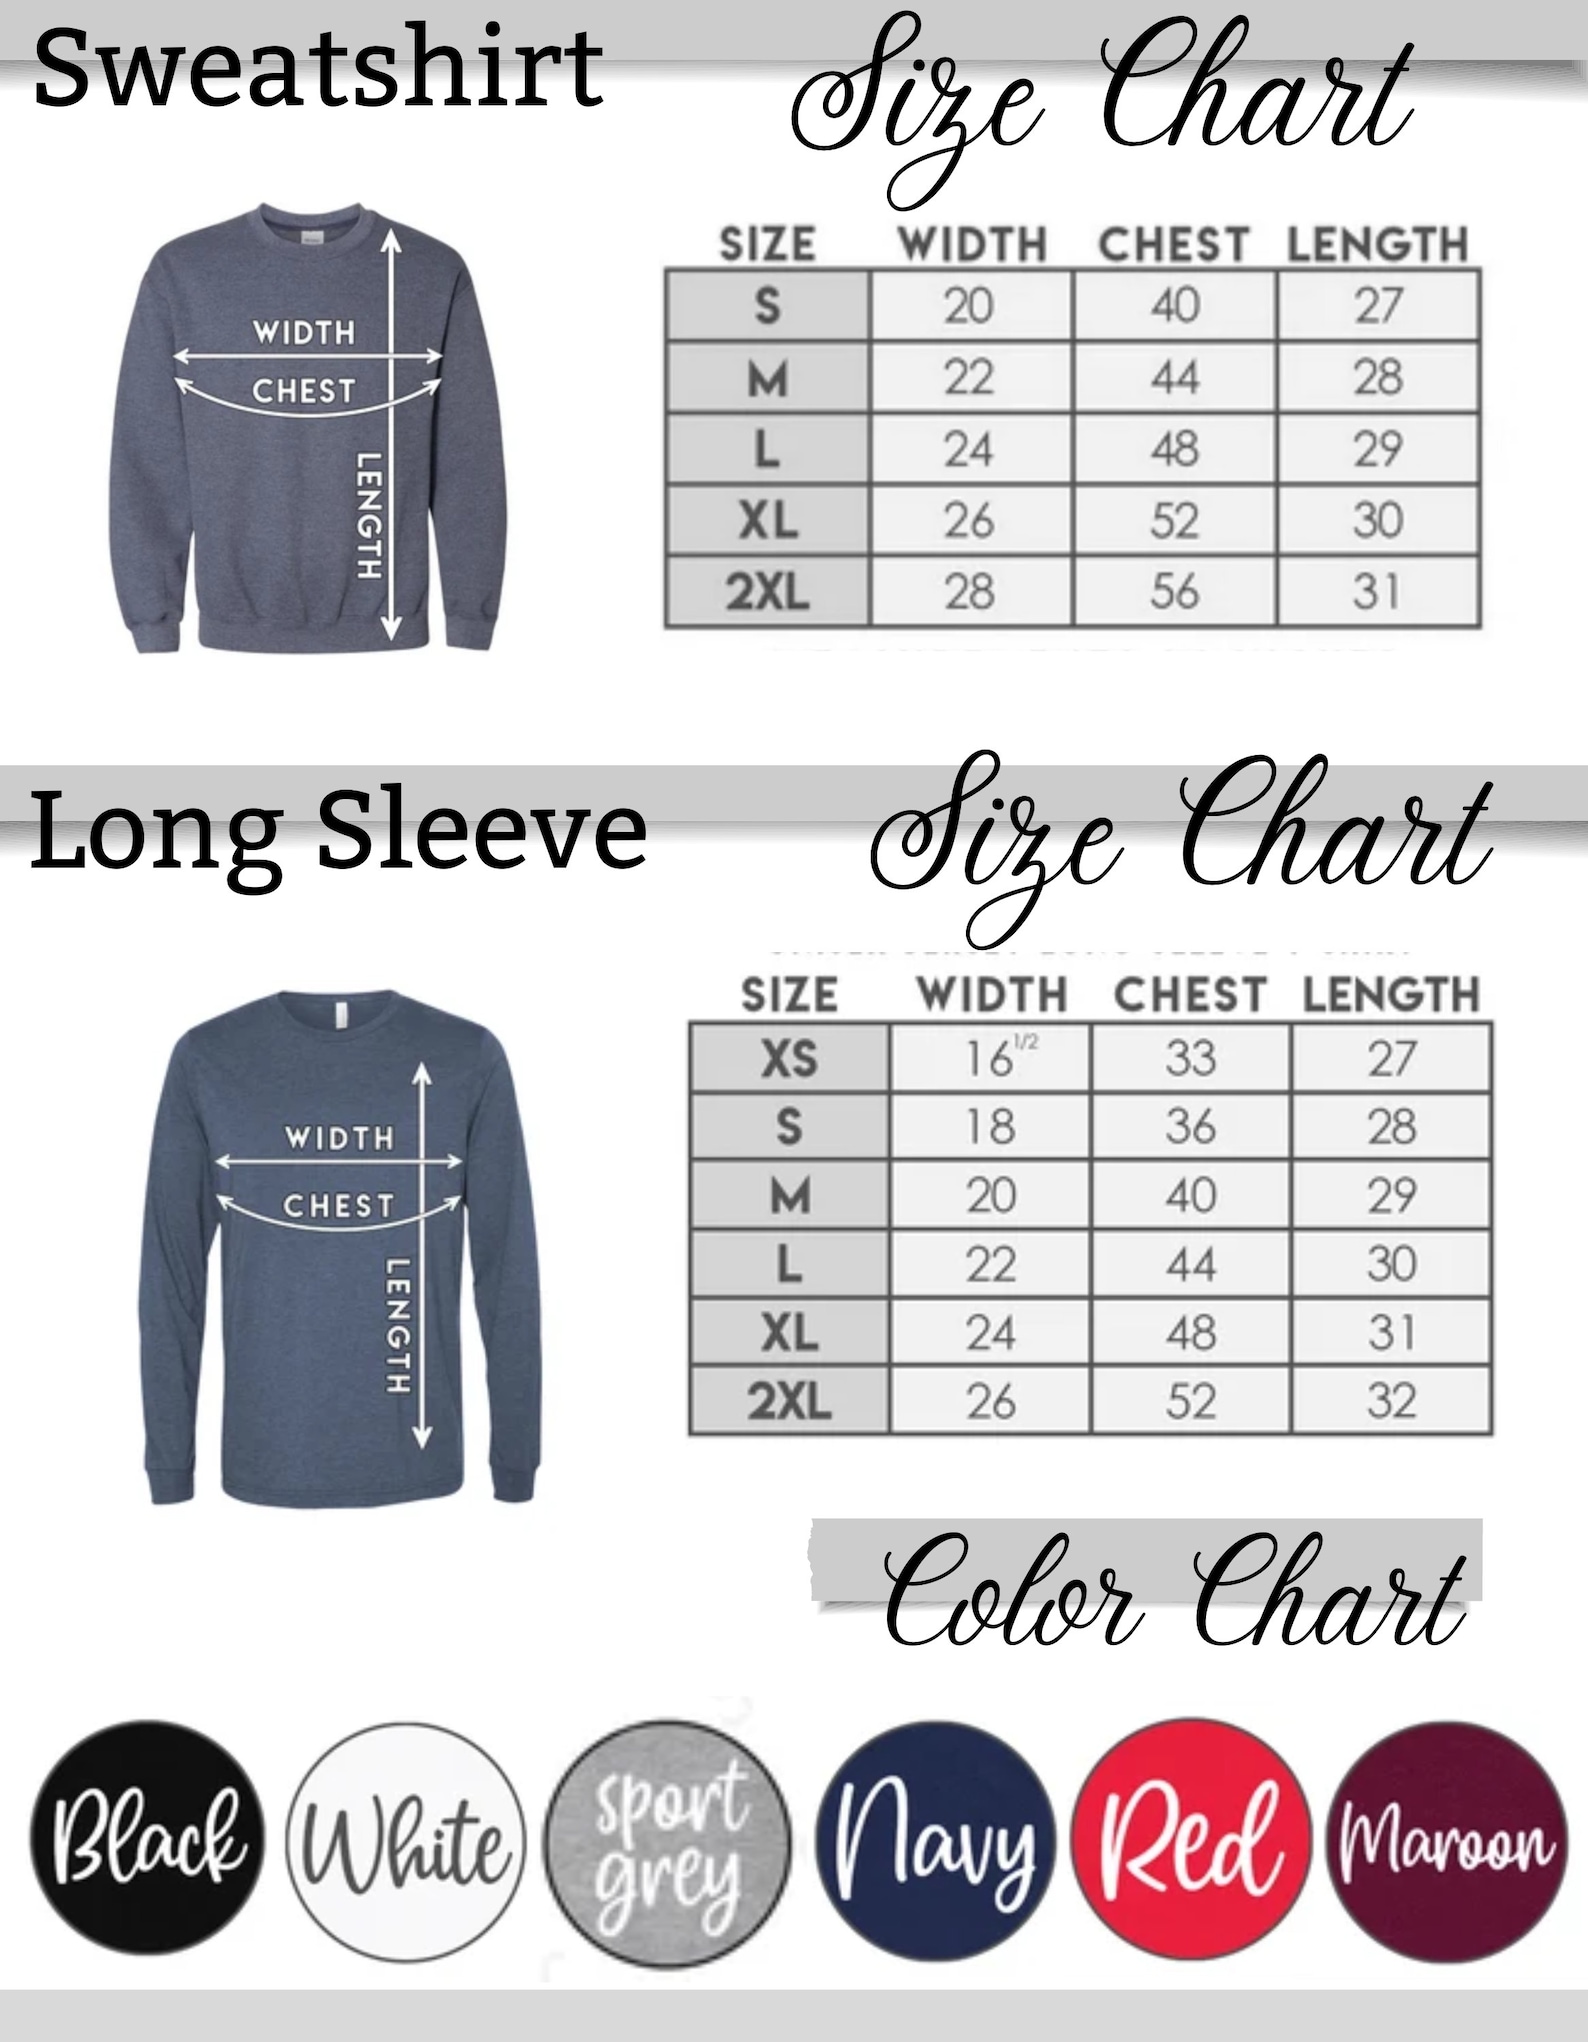 Sweatshirt Size Chart
SIZE WIDTH CHEST LENGTH
S 20 40 27
M 22 44 28
L 24 48 29
XL 26 52 30
2XL 28 56 31
WIDTH
CHEST
LENGTH
Long Sleeve Size Chart
SIZE WIDTH CHEST LENGTH
XS 16 1/2 33 27
S 18 36 28
M 20 40 29
L 22 44 30
XL 24 48 31
2XL 26 52 32
WIDTH
CHEST
LENGTH
Color Chart
Black
White
sport
grey
Navy
Red
Maroon